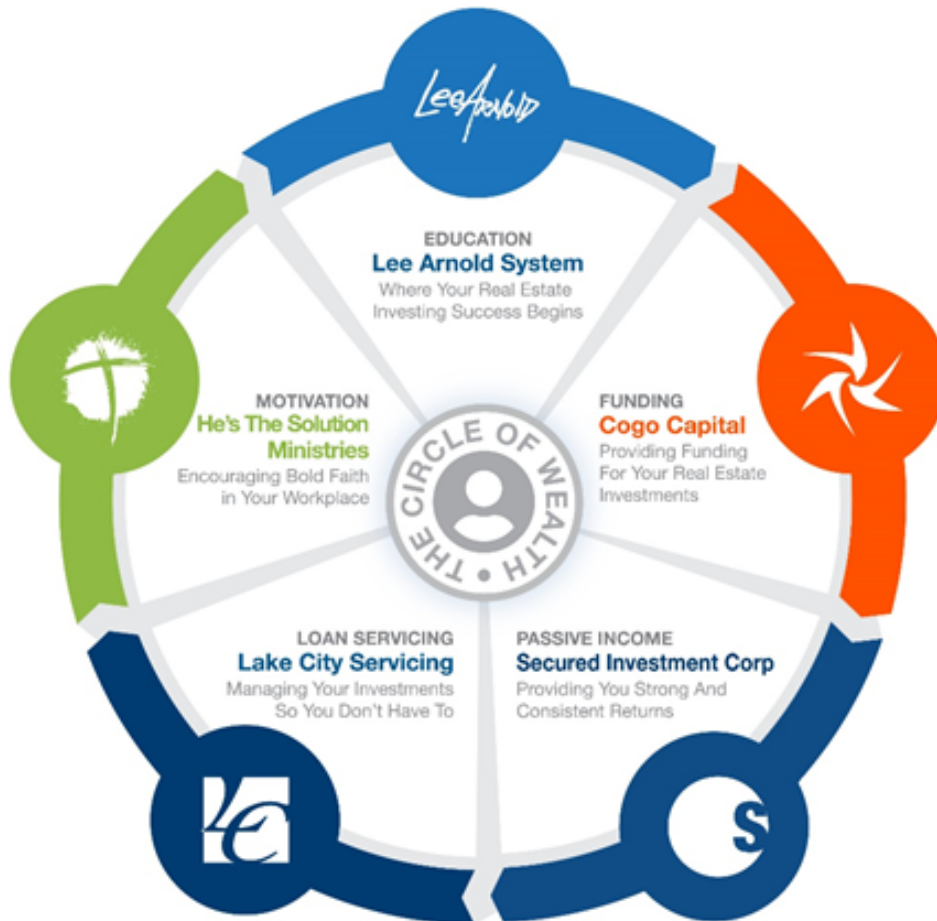 Lee Arnold
EDUCATION
Lee Arnold System
Where Your Real Estate
Investing Success Begins
FUNDING
Cogo Capital
Providing Funding
For Your Real Estate
Investments
PASSIVE INCOME
Secured Investment Corp
Providing You Strong And
Consistent Returns
S
LOAN SERVICING
Lake City Servicing
Managing Your Investments
So You Don't Have To
LC
MOTIVATION
He's The Solution
Ministries
Encouraging Bold Faith
in Your Workplace
THE CIRCLE OF WEALTH •